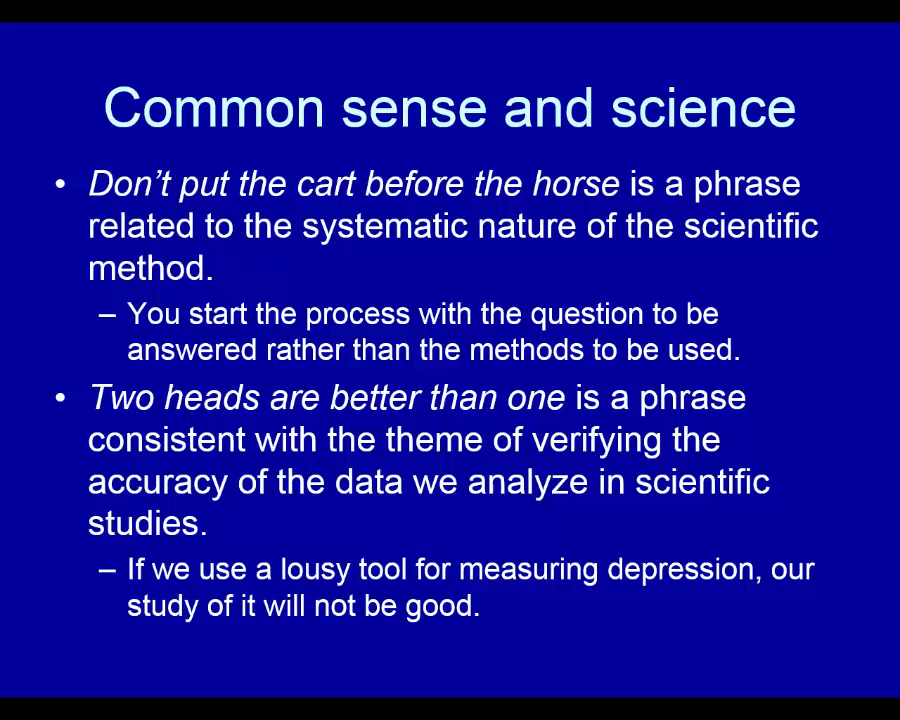 Common sense and science
• Don't put the cart before the horse is a phrase
related to the systematic nature of the scientific
method.
– You start the process with the question to be
answered rather than the methods to be used.
• Two heads are better than one is a phrase
consistent with the theme of verifying the
accuracy of the data we analyze in scientific
studies.
– If we use a lousy tool for measuring depression, our
study of it will not be good.